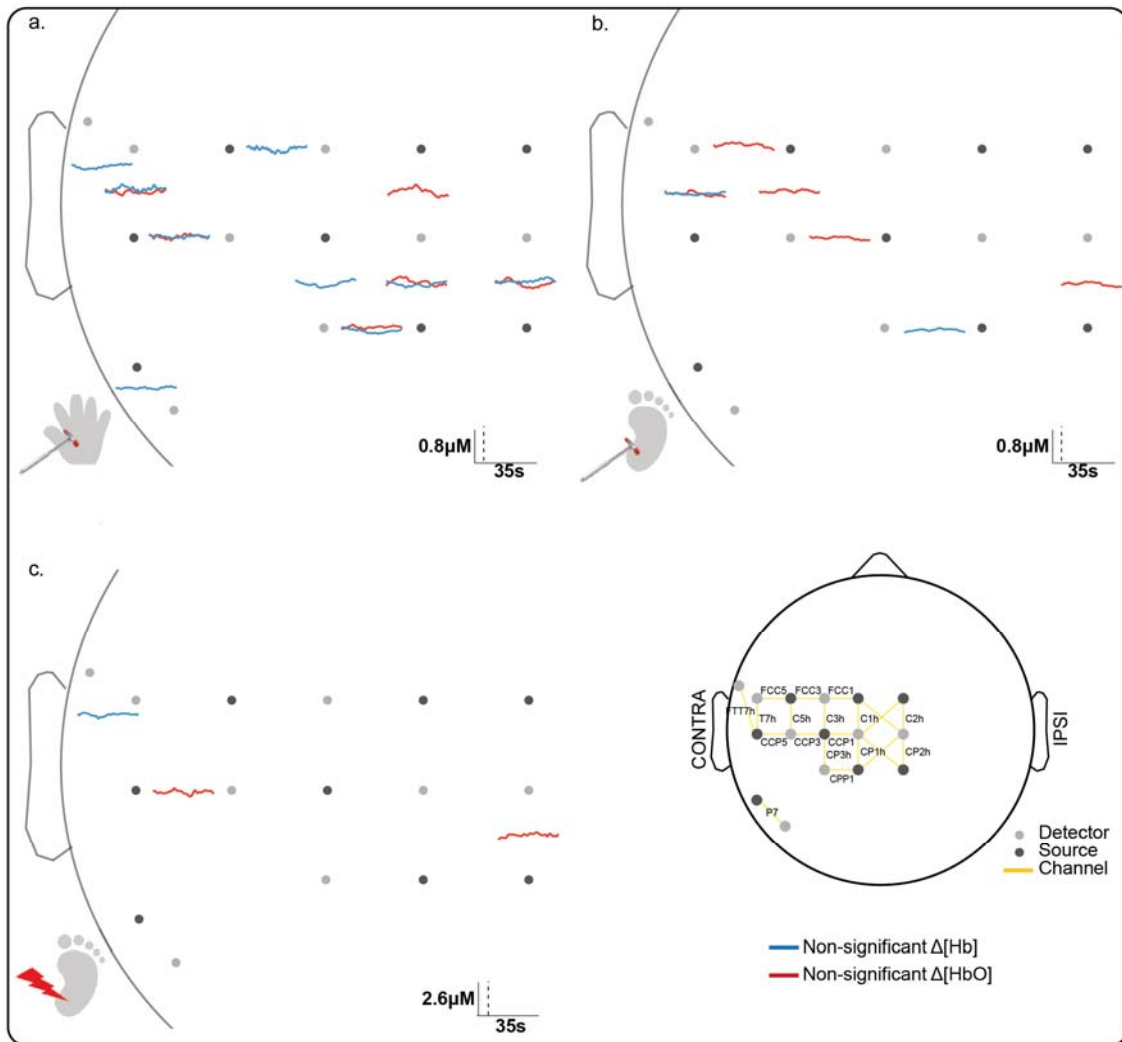 a.
b.
0.8µM
35s
0.8µM
35s
c.
2.6µM
35s
CONTRA
IPSI
FCC5
FCC3
FCC1
FTT7h
T7h
C5h
C3h
C1h
C2h
CCP5
CCP3
CCP1
CP3h
CP1h
CP2h
CPP1
P7
Detector
Source
Channel
Non-significant Δ[Hb]
Non-significant Δ[HbO]